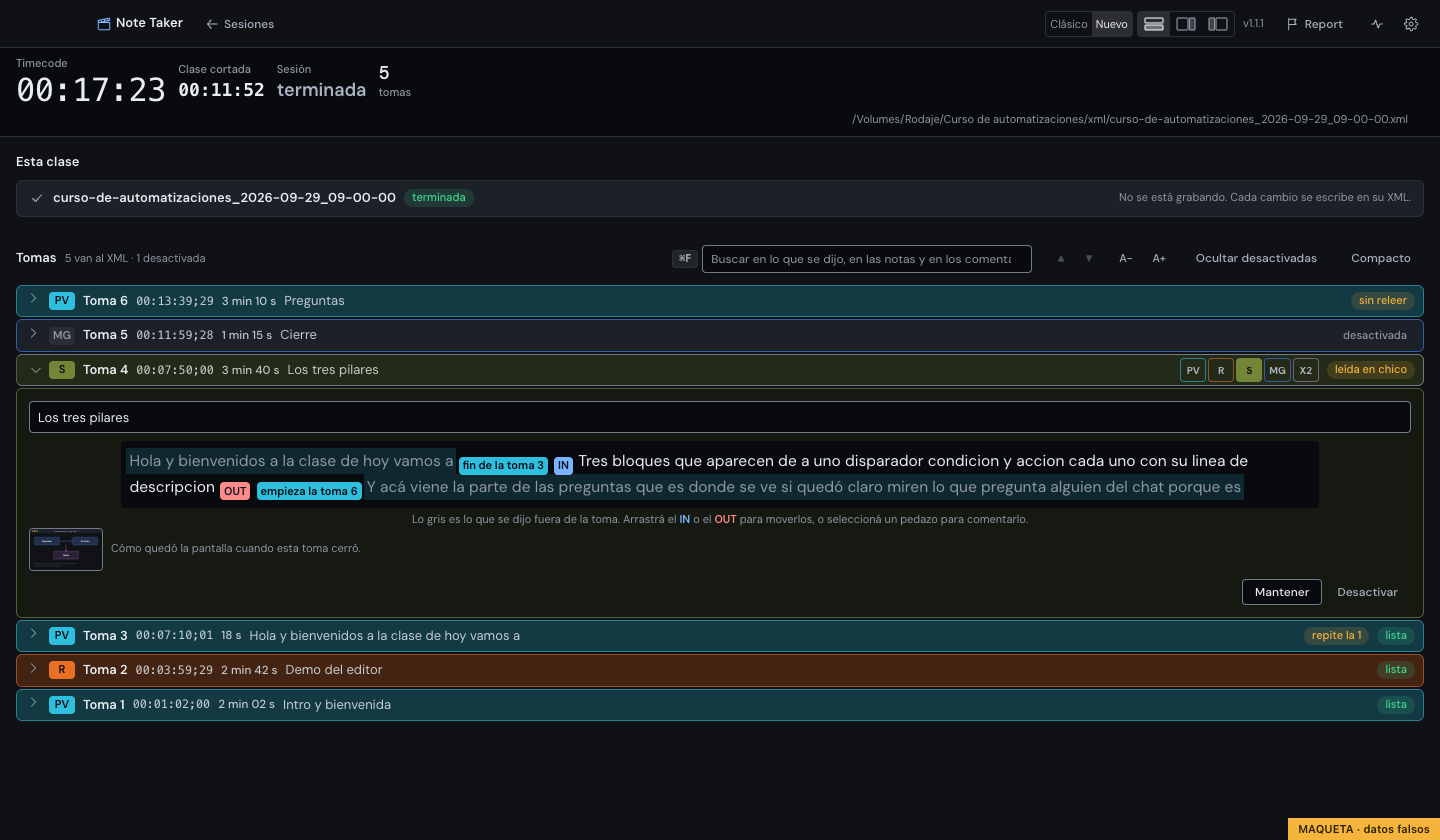 Note Taker
← Sesiones
Clásico Nuevo
v1.1.1
Report
Timecode
00:17:23
Clase cortada
00:11:52
Sesión
terminada
5
tomas
/Volumes/Rodaje/Curso de automatizaciones/xml/curso-de-automatizaciones_2026-09-29_09-00-00.xml
Esta clase
curso-de-automatizaciones_2026-09-29_09-00-00 terminada No se está grabando. Cada cambio se escribe en su XML.
Tomas 5 van al XML · 1 desactivada ⌘F Buscar en lo que se dijo, en las notas y en los comenta ▲ ▼ A- A+ Ocultar desactivadas Compacto
PV Toma 6 00:13:39;29 3 min 10 s Preguntas sin releer
MG Toma 5 00:11:59;28 1 min 15 s Cierre desactivada
S Toma 4 00:07:50;00 3 min 40 s Los tres pilares PV R S MG X2 leída en chico
Los tres pilares
Hola y bienvenidos a la clase de hoy vamos a fin de la toma 3 IN Tres bloques que aparecen de a uno disparador condicion y accion cada uno con su linea de
descripcion OUT empieza la toma 6 Y acá viene la parte de las preguntas que es donde se ve si quedó claro miren lo que pregunta alguien del chat porque es
Lo gris es lo que se dijo fuera de la toma. Arrastrá el IN o el OUT para moverlos, o seleccioná un pedazo para comentarlo.
Cómo quedó la pantalla cuando esta toma cerró.
Mantener Desactivar
PV Toma 3 00:07:10;01 18 s Hola y bienvenidos a la clase de hoy vamos a repite la 1 lista
R Toma 2 00:03:59;29 2 min 42 s Demo del editor lista
PV Toma 1 00:01:02;00 2 min 02 s Intro y bienvenida lista
MAQUETA · datos falsos